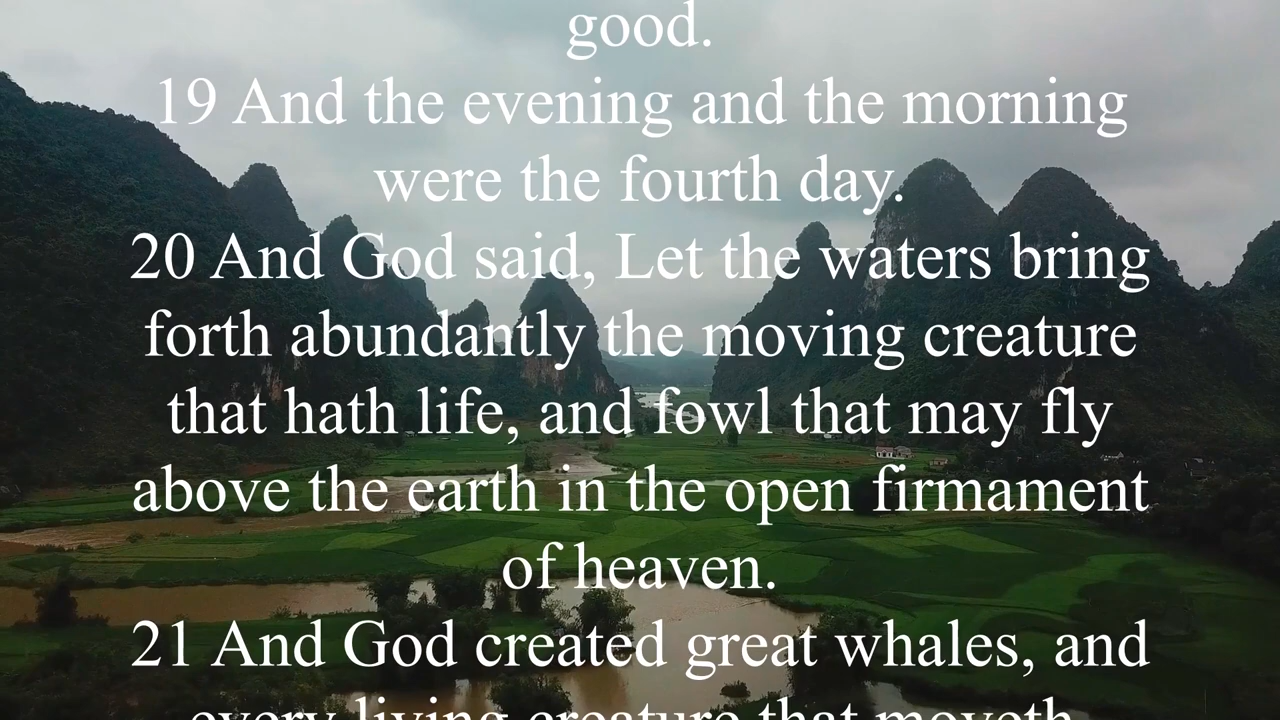 good.
19 And the evening and the morning
were the fourth day.
20 And God said, Let the waters bring
forth abundantly the moving creature
that hath life, and fowl that may fly
above the earth in the open firmament
of heaven.
21 And God created great whales, and
every living creature that moveth